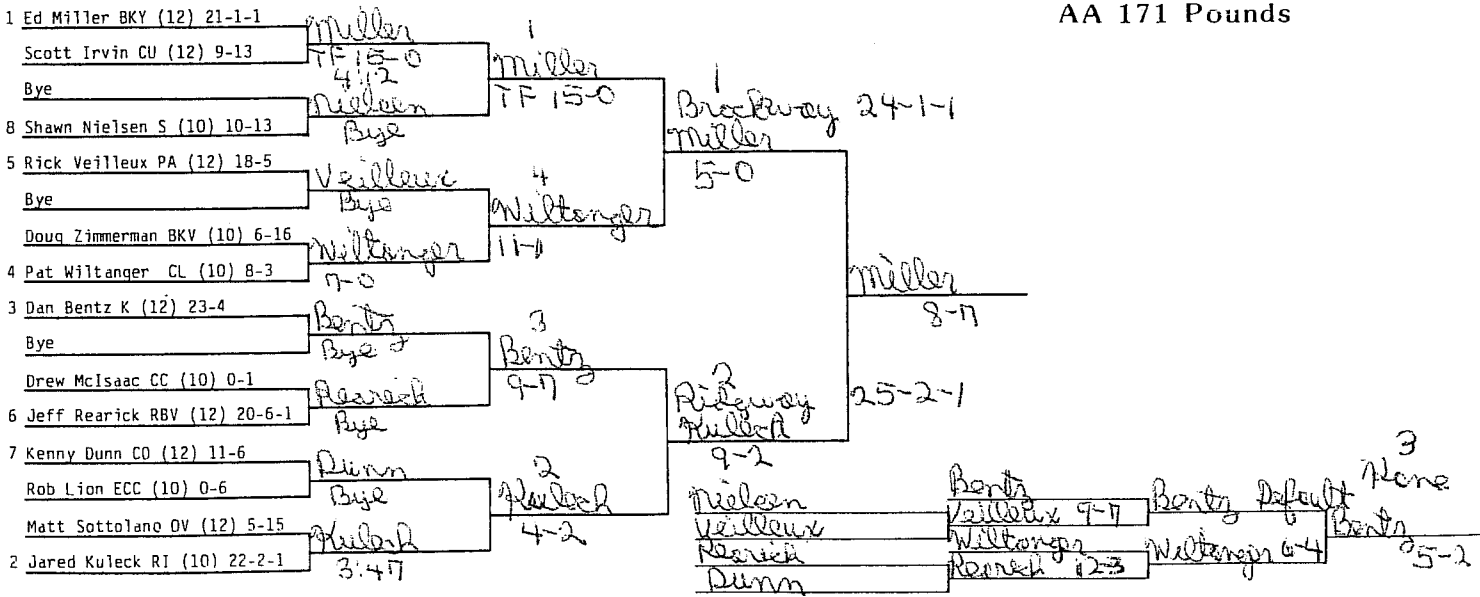 AA 171 Pounds
1 Ed Miller BKY (12) 21-1-1
Scott Irvin CU (12) 9-13
Bye
8 Shawn Nielsen S (10) 10-13
5 Rick Veilleux PA (12) 18-5
Bye
Doug Zimmerman BKV (10) 6-16
4 Pat Wiltanger CL (10) 8-3
3 Dan Bentz K (12) 23-4
Bye
Drew McIsaac CC (10) 0-1
6 Jeff Rearick RBV (12) 20-6-1
7 Kenny Dunn CO (12) 11-6
Rob Lion ECC (10) 0-6
Matt Sottolano OV (12) 5-15
2 Jared Kuleck RI (10) 22-2-1
Miller
TF 15-0
4:12
Nielsen
Bye
Veilleux
Bye
Wiltanger
7-0
Bentz
Bye
Rearick
Bye
Dunn
Bye
Kuleck
3:47
1
Miller
TF 15-0
4
Wiltanger
11-1
3
Bentz
9-7
2
Kuleck
4-2
1
Brockway 24-1-1
Miller
5-0
2
Ridgway
Kuleck
9-2
Miller
8-7
25-2-1
Nielsen
Veilleux
Rearick
Dunn
Bentz
Veilleux 9-7
Wiltanger
Rearick 12-3
Bentz Default
Wiltanger 6-4
3
Kane
Bentz
5-2